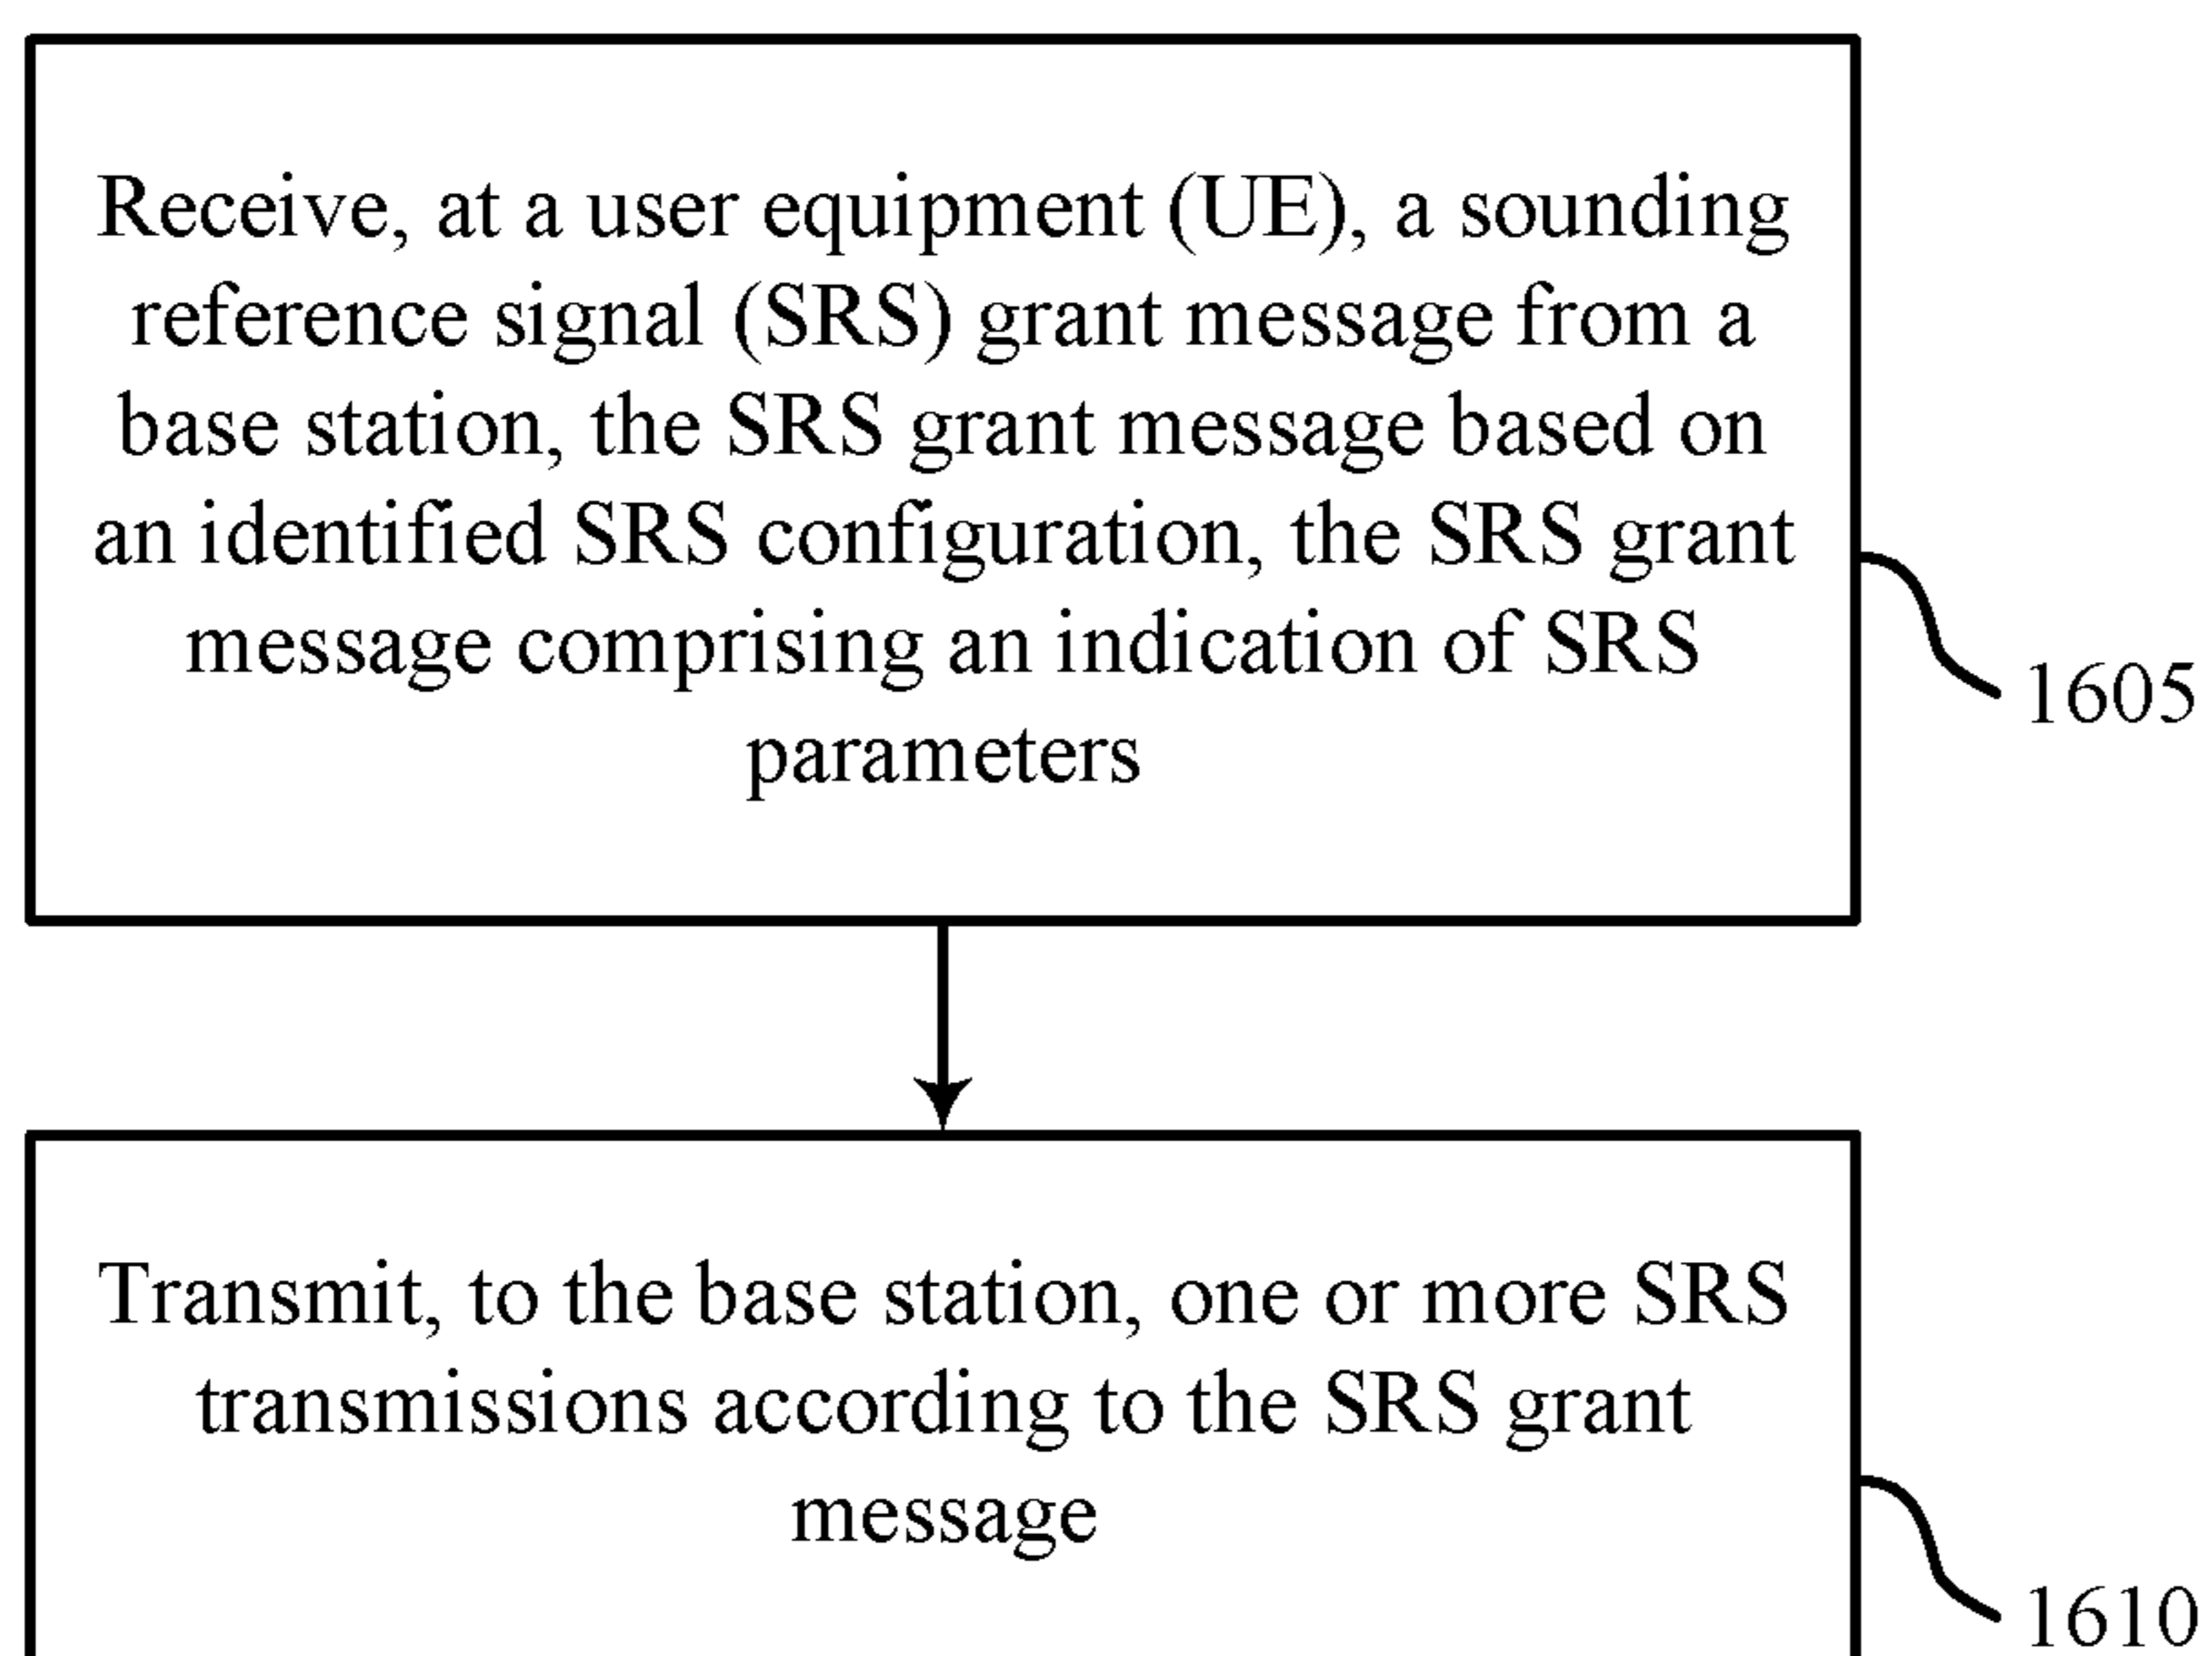 Receive, at a user equipment (UE), a sounding
reference signal (SRS) grant message from a
base station, the SRS grant message based on
an identified SRS configuration, the SRS grant
message comprising an indication of SRS
parameters
1605
Transmit, to the base station, one or more SRS
transmissions according to the SRS grant
message
1610